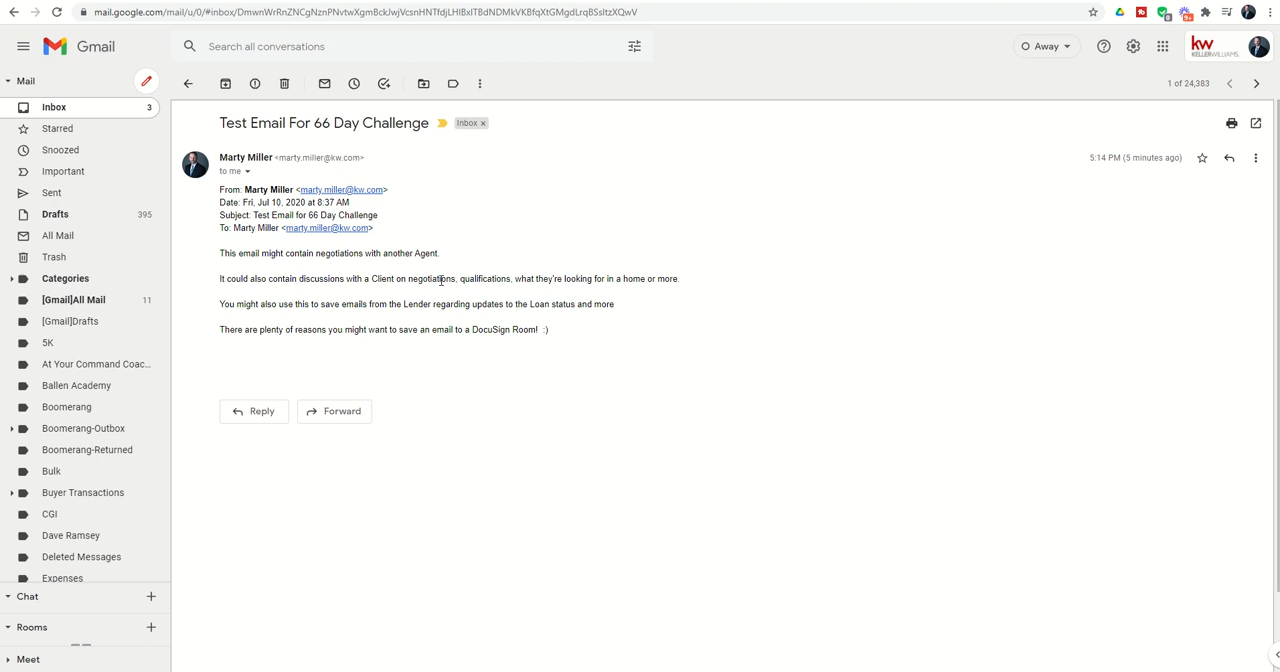 mail.google.com/mail/u/0/#inbox/DmwnWrRnZNCgNznPNvtwXgmBckJwjVcsnHNTfdjLHlBxlTBdNDMkVKBfqXtGMgdLrqBSsltzXQwV
Gmail
Search all conversations
Away
kw
KELLERWILLIAMS.
Mail
1 of 24,383
Inbox 3
Test Email For 66 Day Challenge Inbox x
Starred
Snoozed
Marty Miller <marty.miller@kw.com> 5:14 PM (5 minutes ago)
Important
to me
Sent
From: Marty Miller <marty.miller@kw.com>
Date: Fri, Jul 10, 2020 at 8:37 AM
Drafts 395
Subject: Test Email for 66 Day Challenge
To: Marty Miller <marty.miller@kw.com>
All Mail
This email might contain negotiations with another Agent.
Trash
Categories
It could also contain discussions with a Client on negotiations, qualifications, what they're looking for in a home or more.
[Gmail]All Mail 11
You might also use this to save emails from the Lender regarding updates to the Loan status and more
[Gmail]Drafts
There are plenty of reasons you might want to save an email to a DocuSign Room! :)
5K
At Your Command Coac...
Ballen Academy
Boomerang
Reply Forward
Boomerang-Outbox
Boomerang-Returned
Bulk
Buyer Transactions
CGI
Dave Ramsey
Deleted Messages
Expenses
Chat
Rooms
Meet